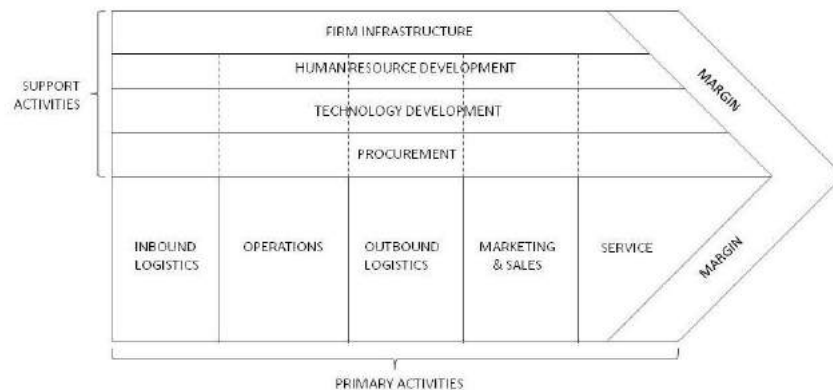 FIRM INFRASTRUCTURE
HUMAN RESOURCE DEVELOPMENT
SUPPORT
ACTIVITIES
TECHNOLOGY DEVELOPMENT
PROCUREMENT
MARGIN
INBOUND
LOGISTICS
OPERATIONS
OUTBOUND
LOGISTICS
MARKETING
& SALES
SERVICE
MARGIN
PRIMARY ACTIVITIES